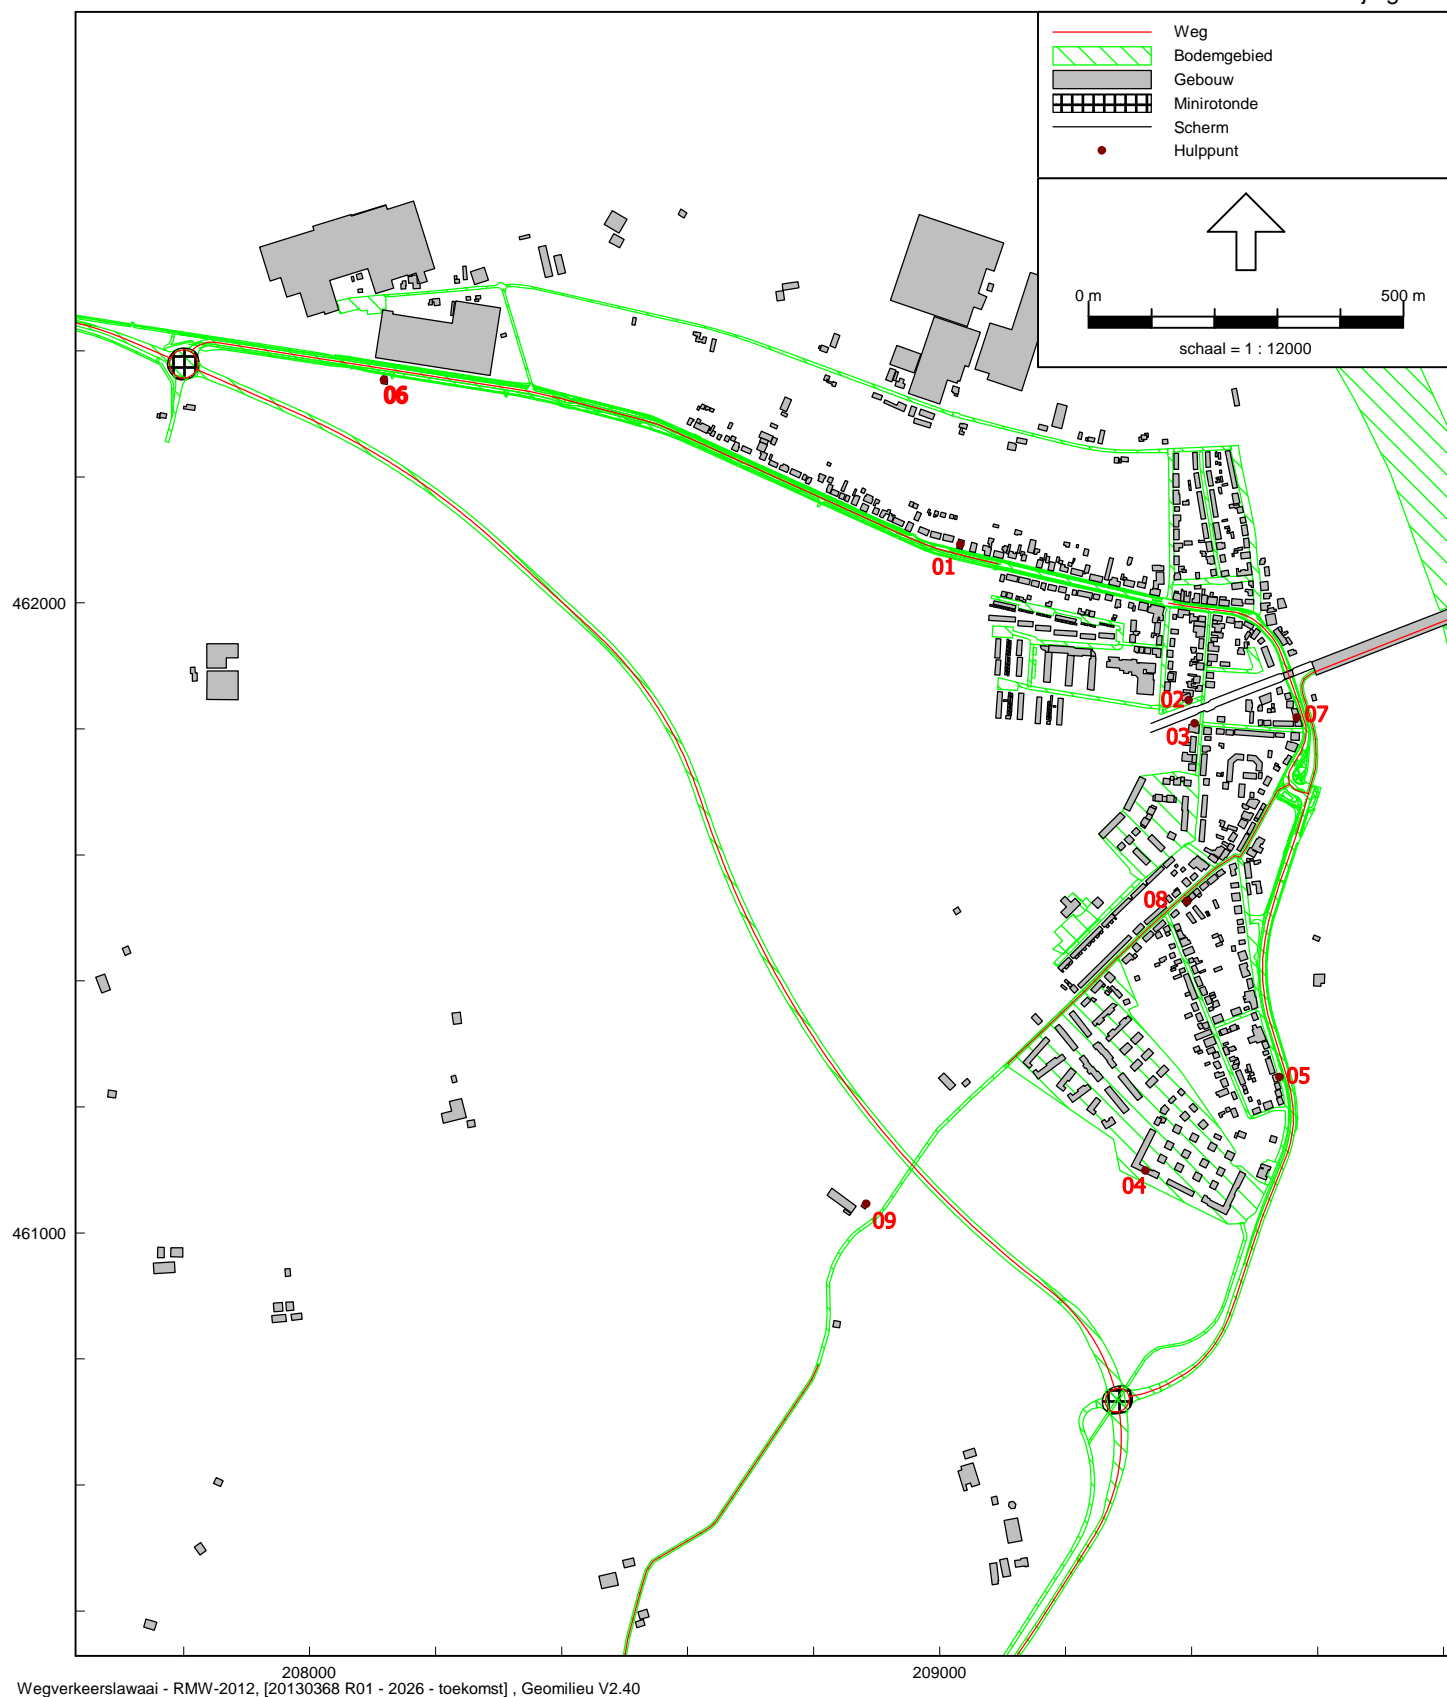 Weg
Bodemgebied
Gebouw
Minirotonde
Scherm
Hulppunt
0 m 500 m
schaal = 1 : 12000
06
01
462000
02
03
07
08
05
04
09
461000
208000 209000
Wegverkeerslawaai - RMW-2012, [20130368 R01 - 2026 - toekomst] , Geomilieu V2.40